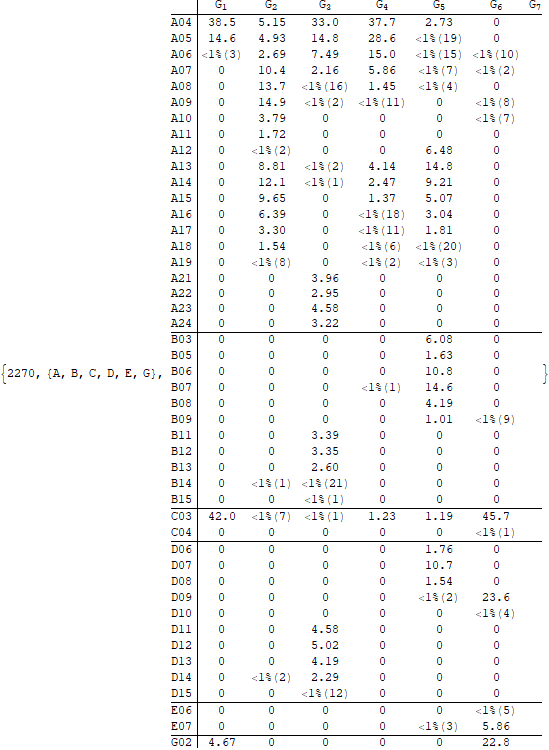 G1 G2 G3 G4 G5 G6 G7
A04 38.5 5.15 33.0 37.7 2.73 0
A05 14.6 4.93 14.8 28.6 <1%(19) 0
A06 <1%(3) 2.69 7.49 15.0 <1%(15) <1%(10)
A07 0 10.4 2.16 5.86 <1%(7) <1%(2)
A08 0 13.7 <1%(16) 1.45 <1%(4) 0
A09 0 14.9 <1%(2) <1%(11) 0 <1%(8)
A10 0 3.79 0 0 0 <1%(7)
A11 0 1.72 0 0 0 0
A12 0 <1%(2) 0 0 6.48 0
A13 0 8.81 <1%(2) 4.14 14.8 0
A14 0 12.1 <1%(1) 2.47 9.21 0
A15 0 9.65 0 1.37 5.07 0
A16 0 6.39 0 <1%(18) 3.04 0
A17 0 3.30 0 <1%(11) 1.81 0
A18 0 1.54 0 <1%(6) <1%(20) 0
A19 0 <1%(8) 0 <1%(2) <1%(3) 0
A21 0 0 3.96 0 0 0
A22 0 0 2.95 0 0 0
A23 0 0 4.58 0 0 0
A24 0 0 3.22 0 0 0
B03 0 0 0 0 6.08 0
B05 0 0 0 0 1.63 0
{2270, {A, B, C, D, E, G}, B06 0 0 0 0 10.8 0 }
B07 0 0 0 <1%(1) 14.6 0
B08 0 0 0 0 4.19 0
B09 0 0 0 0 1.01 <1%(9)
B11 0 0 3.39 0 0 0
B12 0 0 3.35 0 0 0
B13 0 0 2.60 0 0 0
B14 0 <1%(1) <1%(21) 0 0 0
B15 0 0 <1%(1) 0 0 0
C03 42.0 <1%(7) <1%(1) 1.23 1.19 45.7
C04 0 0 0 0 0 <1%(1)
D06 0 0 0 0 1.76 0
D07 0 0 0 0 10.7 0
D08 0 0 0 0 1.54 0
D09 0 0 0 0 <1%(2) 23.6
D10 0 0 0 0 0 <1%(4)
D11 0 0 4.58 0 0 0
D12 0 0 5.02 0 0 0
D13 0 0 4.19 0 0 0
D14 0 <1%(2) 2.29 0 0 0
D15 0 0 <1%(12) 0 0 0
E06 0 0 0 0 0 <1%(5)
E07 0 0 0 0 <1%(3) 5.86
G02 4.67 0 0 0 0 22.8